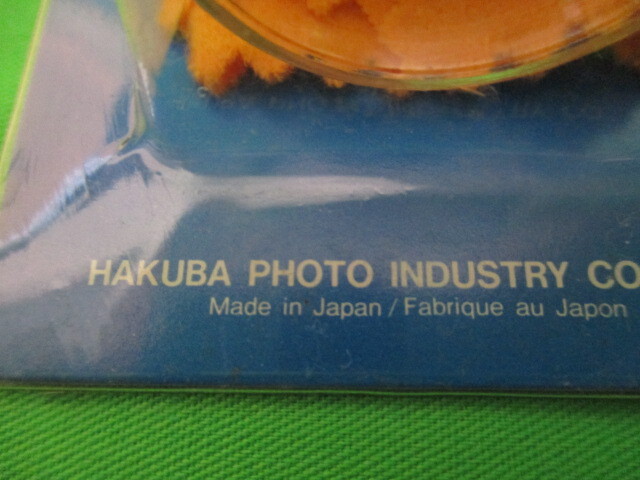 HAKUBA PHOTO INDUSTRY CO
Made in Japan / Fabrique au Japon